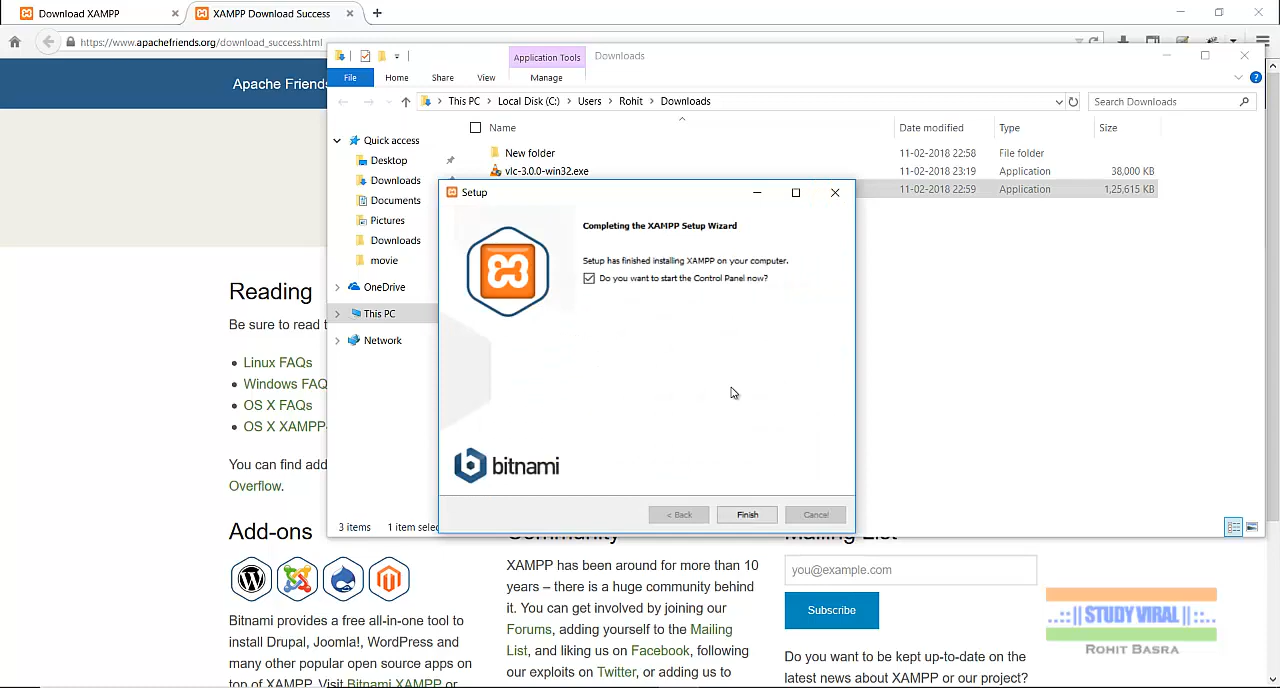 Download XAMPP
XAMPP Download Success
https://www.apachefriends.org/download_success.html
Application Tools
Downloads
File
Home
Share
View
Manage
This PC
Local Disk (C:)
Users
Rohit
Downloads
Search Downloads
Name
Date modified
Type
Size
Quick access
Desktop
Downloads
Documents
Pictures
Downloads
movie
OneDrive
This PC
Network
New folder
11-02-2018 22:58
File folder
vlc-3.0.0-win32.exe
11-02-2018 23:19
Application
38,000 KB
11-02-2018 22:59
Application
1,25,615 KB
3 items
1 item selec
Setup
Completing the XAMPP Setup Wizard
Setup has finished installing XAMPP on your computer.
Do you want to start the Control Panel now?
bitnami
< Back
Finish
Cancel
Apache Friends
Reading
Be sure to read t
Linux FAQs
Windows FAQ
OS X FAQs
OS X XAMPP-
You can find add
Overflow.
Add-ons
Bitnami provides a free all-in-one tool to
install Drupal, Joomla!, WordPress and
many other popular open source apps on
top of XAMPP. Visit Bitnami XAMPP or
Community
XAMPP has been around for more than 10
years – there is a huge community behind
it. You can get involved by joining our
Forums, adding yourself to the Mailing
List, and liking us on Facebook, following
our exploits on Twitter, or adding us to
Mailing List
you@example.com
Subscribe
Do you want to be kept up-to-date on the
latest news about XAMPP or our project?
..::|| STUDY VIRAL ||::..
ROHIT BASRA